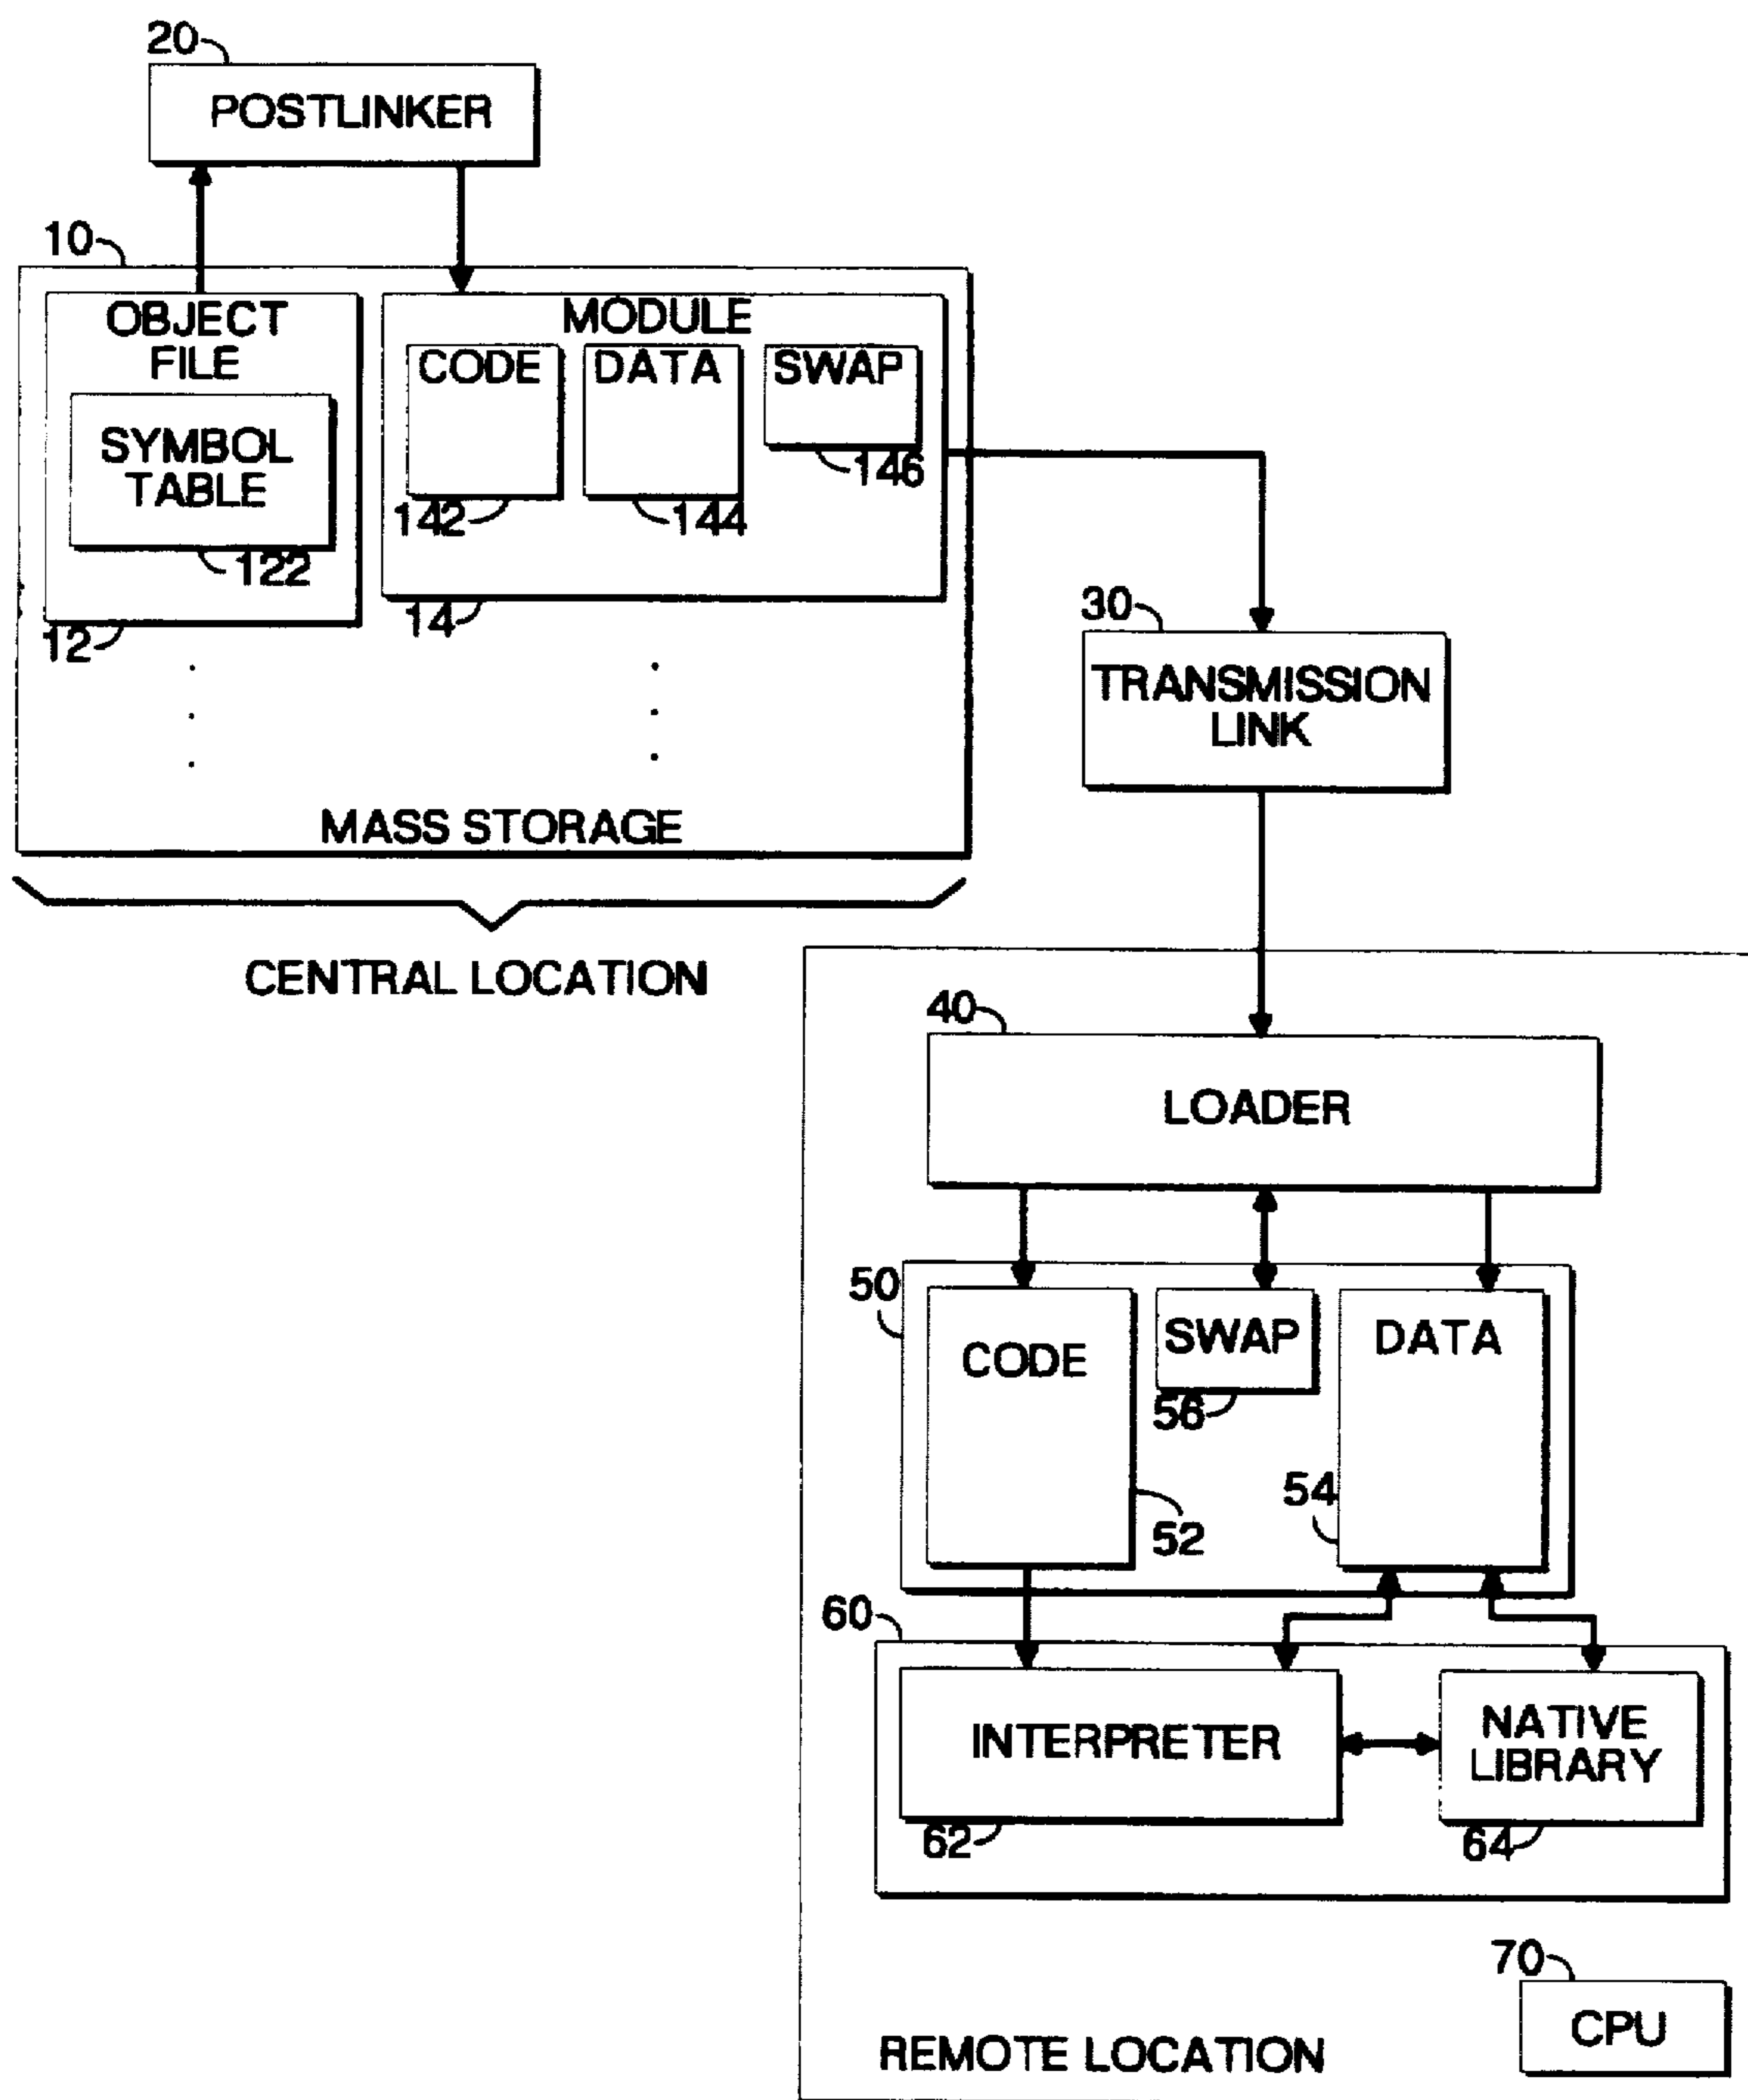 20
POSTLINKER
10
OBJECT
FILE
SYMBOL
TABLE
122
12
MODULE
CODE
142
DATA
144
SWAP
146
14
MASS STORAGE
CENTRAL LOCATION
30
TRANSMISSION
LINK
40
LOADER
50
CODE
52
SWAP
56
DATA
54
60
INTERPRETER
62
NATIVE
LIBRARY
64
70
CPU
REMOTE LOCATION